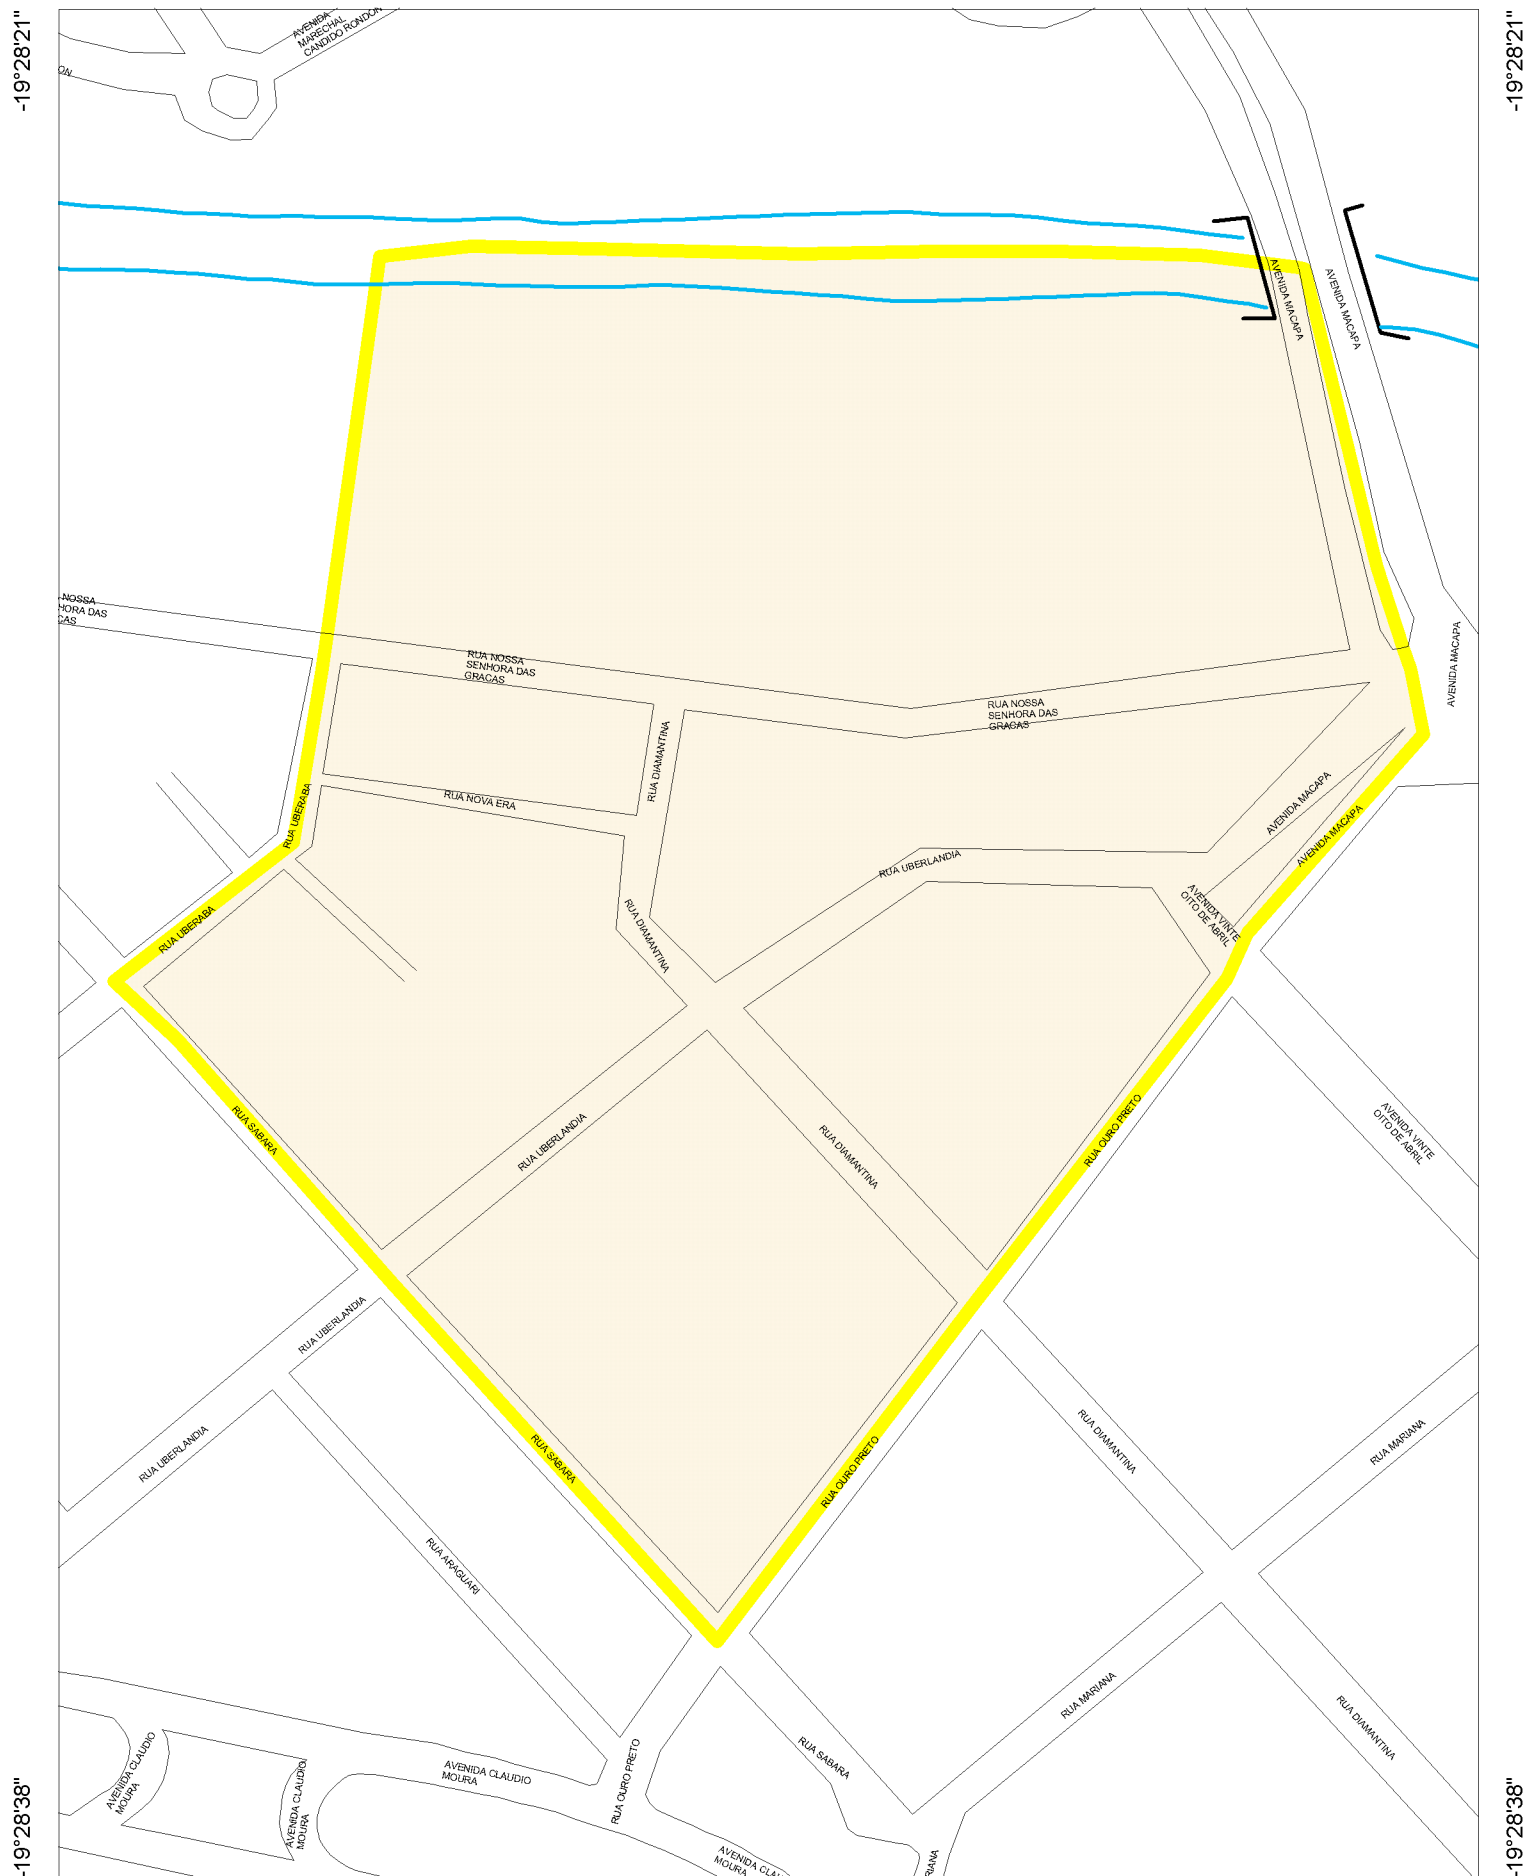 -19°28'21"
-19°28'21"
AVENIDA
MARECHAL
CANDIDO RONDON
ON
AVENIDA MACAPA
AVENIDA MACAPA
NOSSA
HORA DAS
CAS
RUA NOSSA
SENHORA DAS
GRACAS
RUA NOSSA
SENHORA DAS
GRACAS
AVENIDA MACAPA
RUA DIAMANTINA
RUA NOVA ERA
RUA UBERABA
AVENIDA MACAPA
AVENIDA MACAPA
RUA UBERLANDIA
RUA UBERABA
RUA DIAMANTINA
AVENIDA VINTE
OITO DE ABRIL
RUA SABARA
RUA UBERLANDIA
RUA DIAMANTINA
RUA OURO PRETO
AVENIDA VINTE
OITO DE ABRIL
RUA UBERLANDIA
RUA UBERLANDIA
RUA SABARA
RUA OURO PRETO
RUA DIAMANTINA
RUA MARIANA
RUA ARAGUARI
RUA MARIANA
RUA DIAMANTINA
RUA SABARA
AVENIDA CLAUDIO
MOURA
AVENIDA CLAUDIO
MOURA
AVENIDA CLAUDIO
MOURA
RUA OURO PRETO
AVENIDA CLAU
MOURA
RIANA
-19°28'38"
-19°28'38"